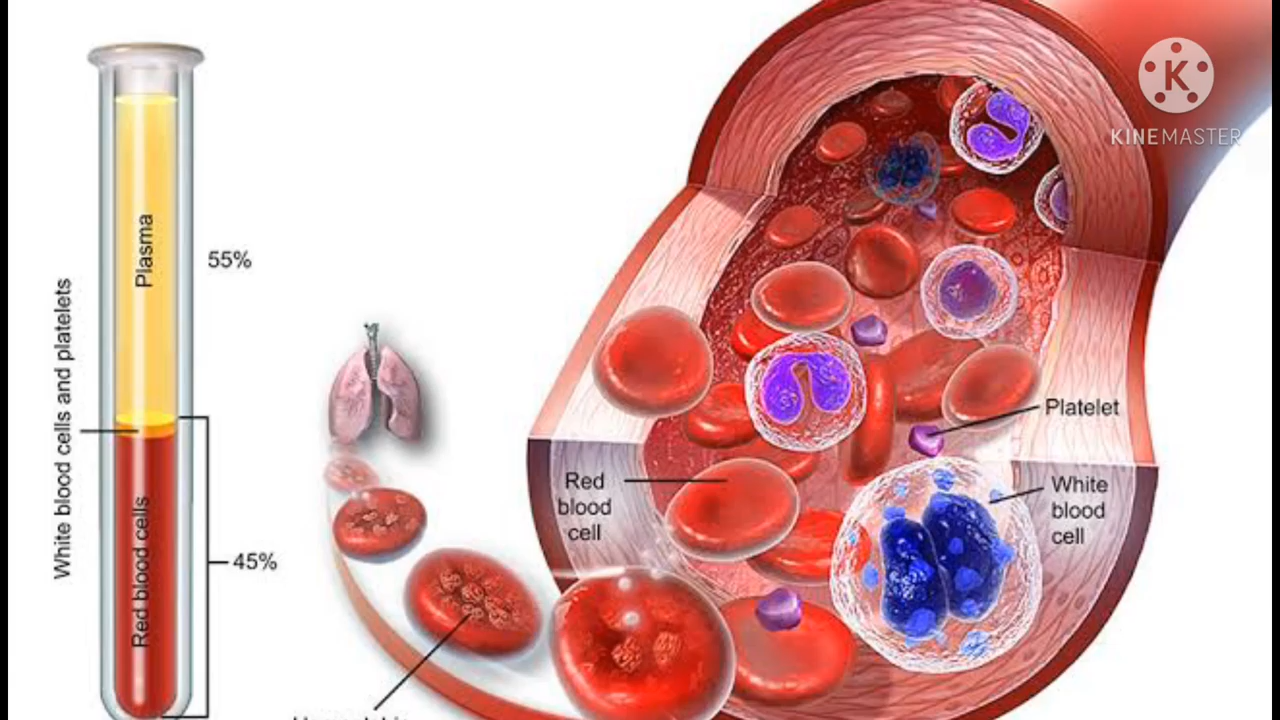 Plasma
55%
White blood cells and platelets
Red blood cells
45%
Red
blood
cell
Platelet
White
blood
cell
K
KINEMASTER